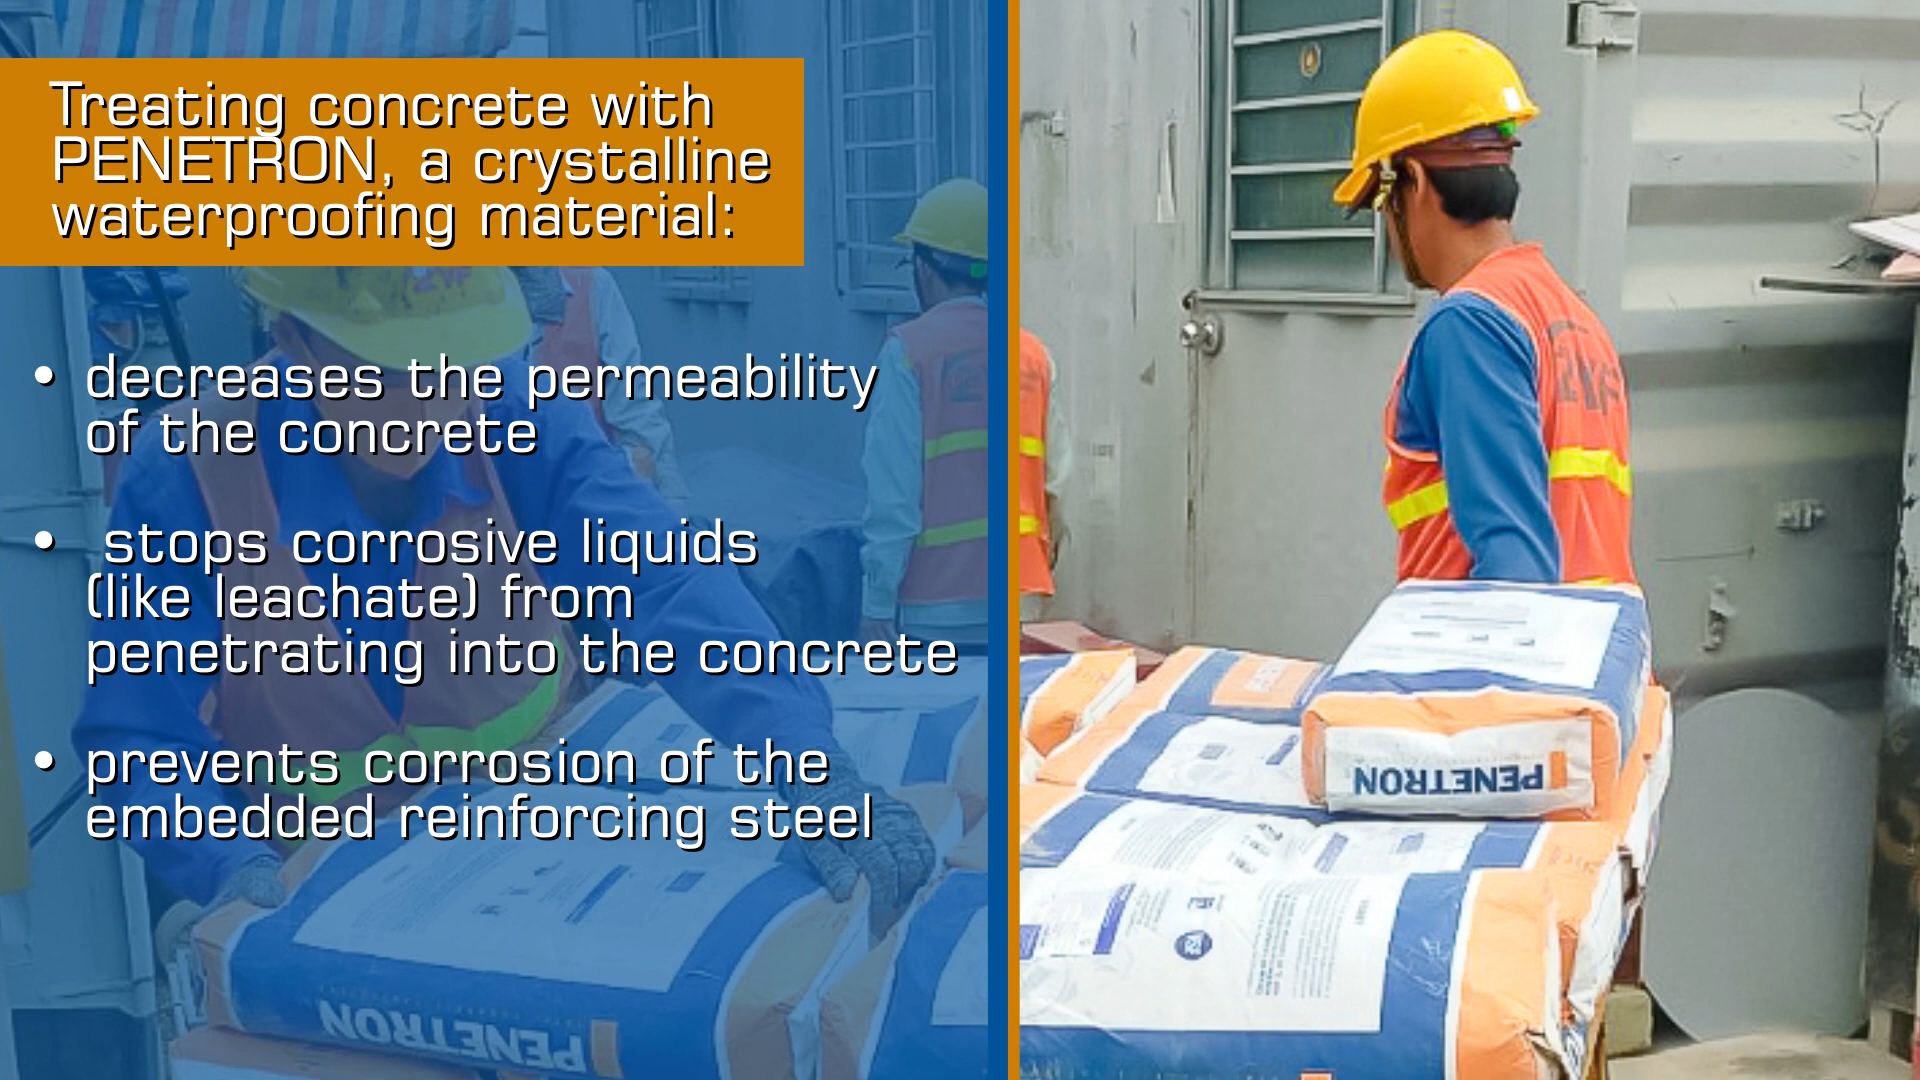 Treating concrete with
PENETRON, a crystalline
waterproofing material:
• decreases the permeability
of the concrete
• stops corrosive liquids
(like leachate) from
penetrating into the concrete
• prevents corrosion of the
embedded reinforcing steel
PENETRON
PENETRON